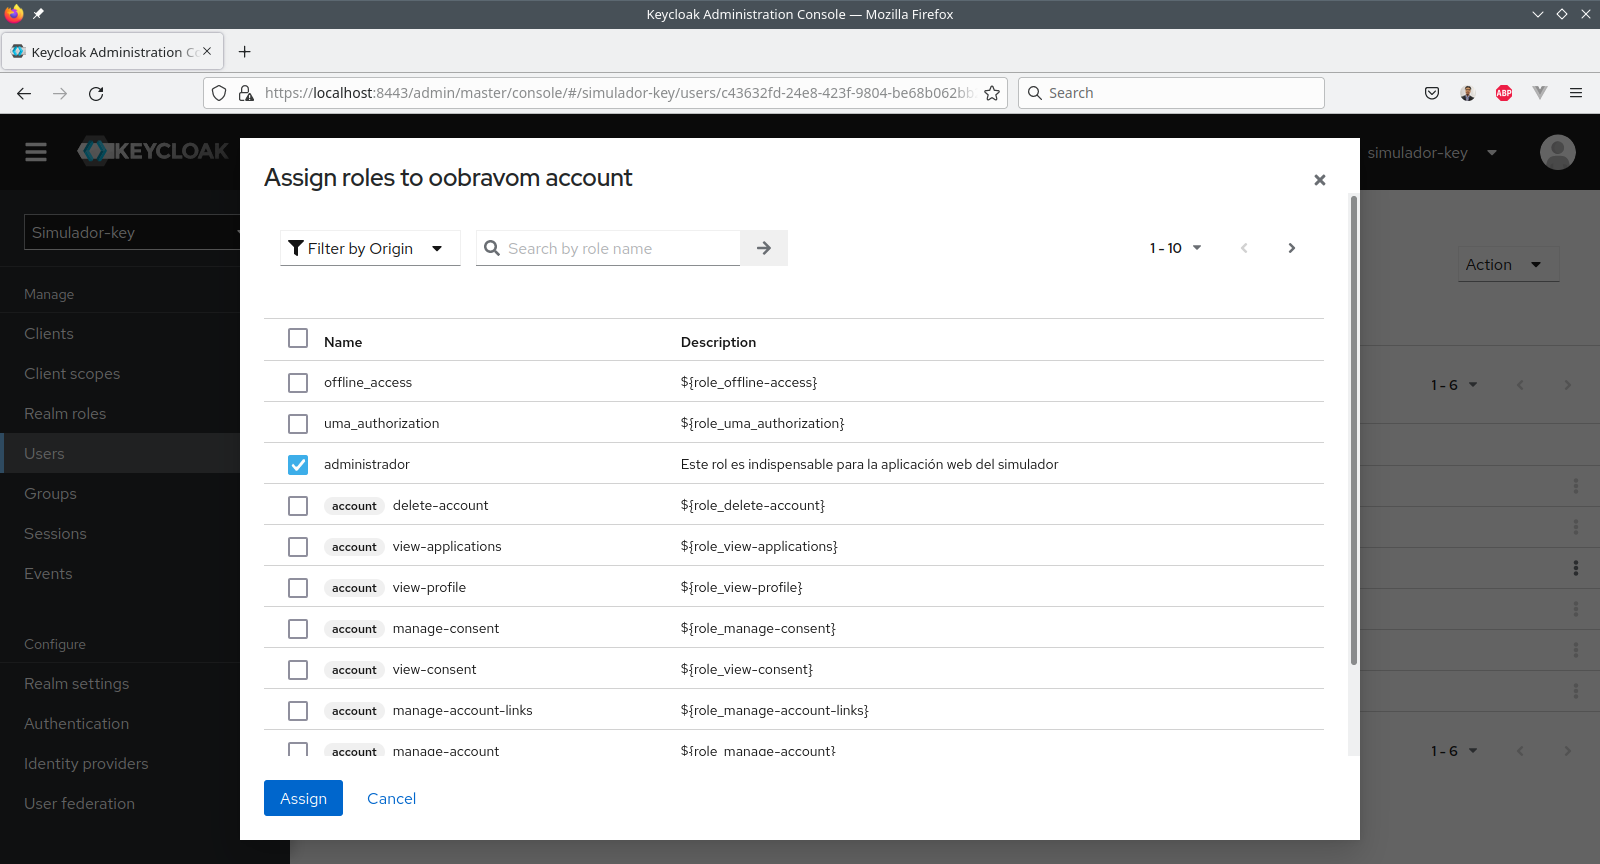 Keycloak Administration Console — Mozilla Firefox
Keycloak Administration Co
https://localhost:8443/admin/master/console/#/simulador-key/users/c43632fd-24e8-423f-9804-be68b062bb
Search
ABP
KEYCLOAK
simulador-key
Simulador-key
Manage
Clients
Client scopes
Realm roles
Users
Groups
Sessions
Events
Configure
Realm settings
Authentication
Identity providers
User federation
Assign roles to oobravom account
Filter by Origin
Search by role name
1 - 10
Name Description
offline_access ${role_offline-access}
uma_authorization ${role_uma_authorization}
administrador Este rol es indispensable para la aplicación web del simulador
account delete-account ${role_delete-account}
account view-applications ${role_view-applications}
account view-profile ${role_view-profile}
account manage-consent ${role_manage-consent}
account view-consent ${role_view-consent}
account manage-account-links ${role_manage-account-links}
account manage-account ${role_manage-account}
Assign Cancel
Action
1 - 6
1 - 6